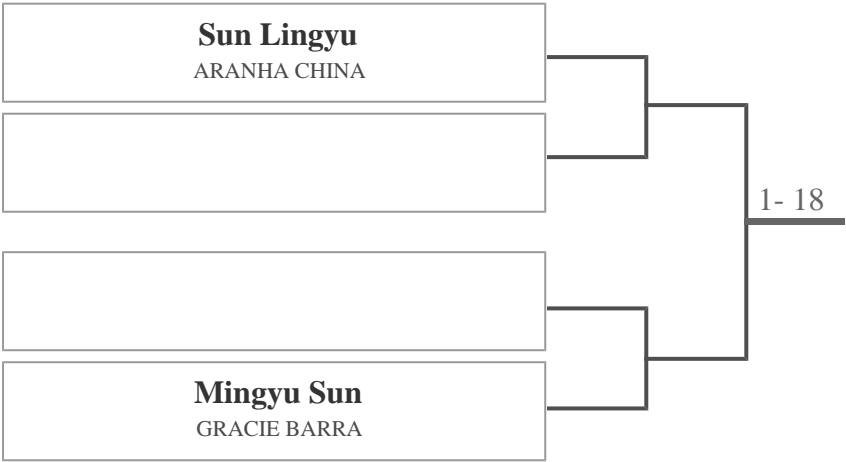 Sun Lingyu
ARANHA CHINA
1- 18
Mingyu Sun
GRACIE BARRA